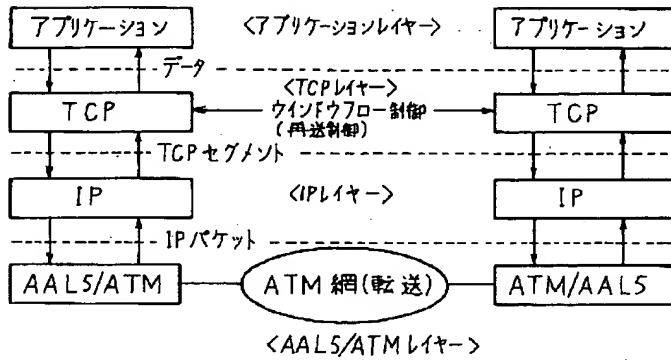 アプリケーション <アプリケーションレイヤー> アプリケーション
データ
<TCPレイヤー>
TCP ウインドウフロー制御 TCP
(再送制御)
TCPセグメント
IP <IPレイヤー> IP
IPパケット
AAL5/ATM ATM網(転送) ATM/AAL5
<AAL5/ATMレイヤー>